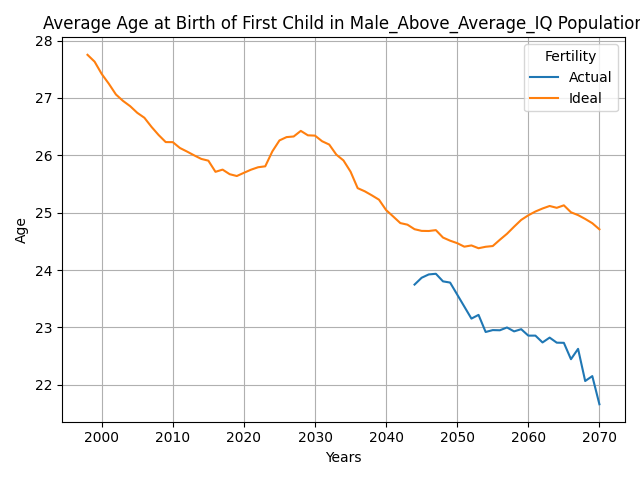 Average Age at Birth of First Child in Male_Above_Average_IQ Population
Fertility
Actual
Ideal
28
27
26
25
24
23
22
Age
2000 2010 2020 2030 2040 2050 2060 2070
Years